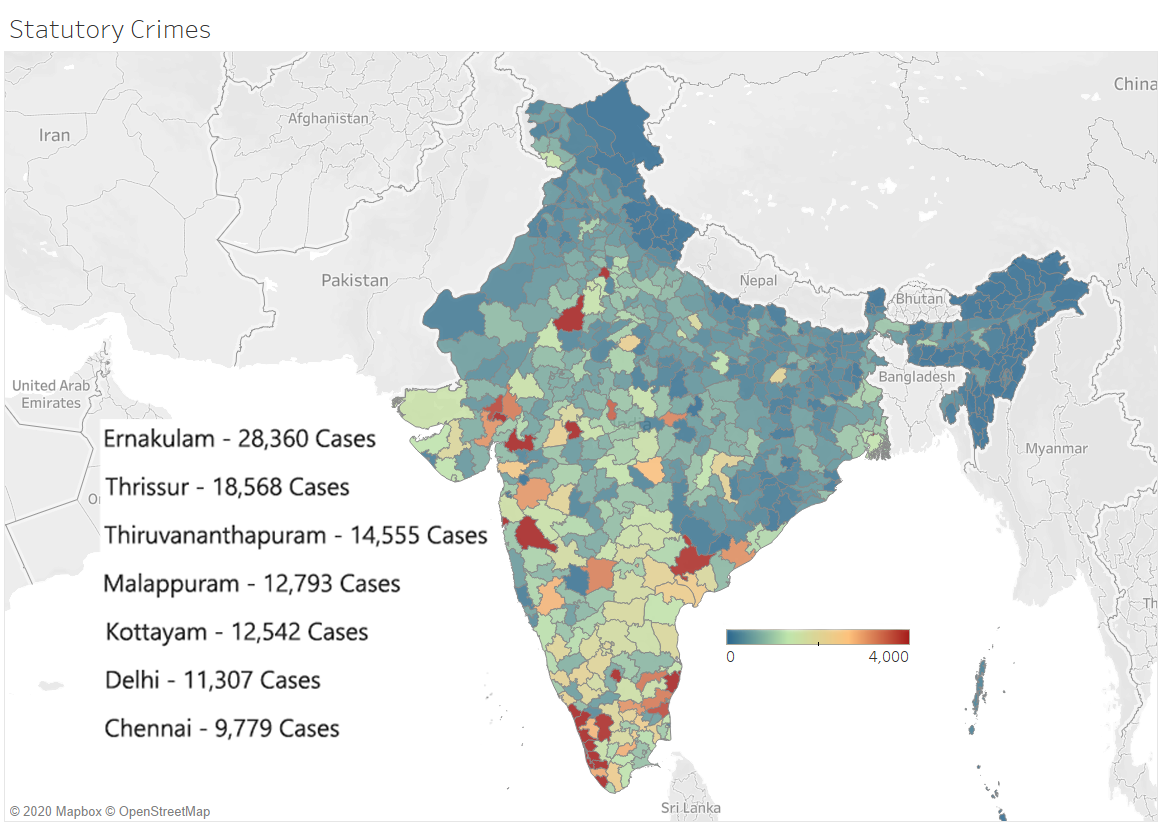 Statutory Crimes
China
Afghanistan
Iran
Pakistan
Nepal
Bhutan
United Arab
Emirates
Bangladesh
Myanmar
Ernakulam - 28,360 Cases
Thrissur - 18,568 Cases
Thiruvananthapuram - 14,555 Cases
Malappuram - 12,793 Cases
Kottayam - 12,542 Cases
Delhi - 11,307 Cases
Chennai - 9,779 Cases
O
Th
0
4,000
Sri Lanka
© 2020 Mapbox © OpenStreetMap